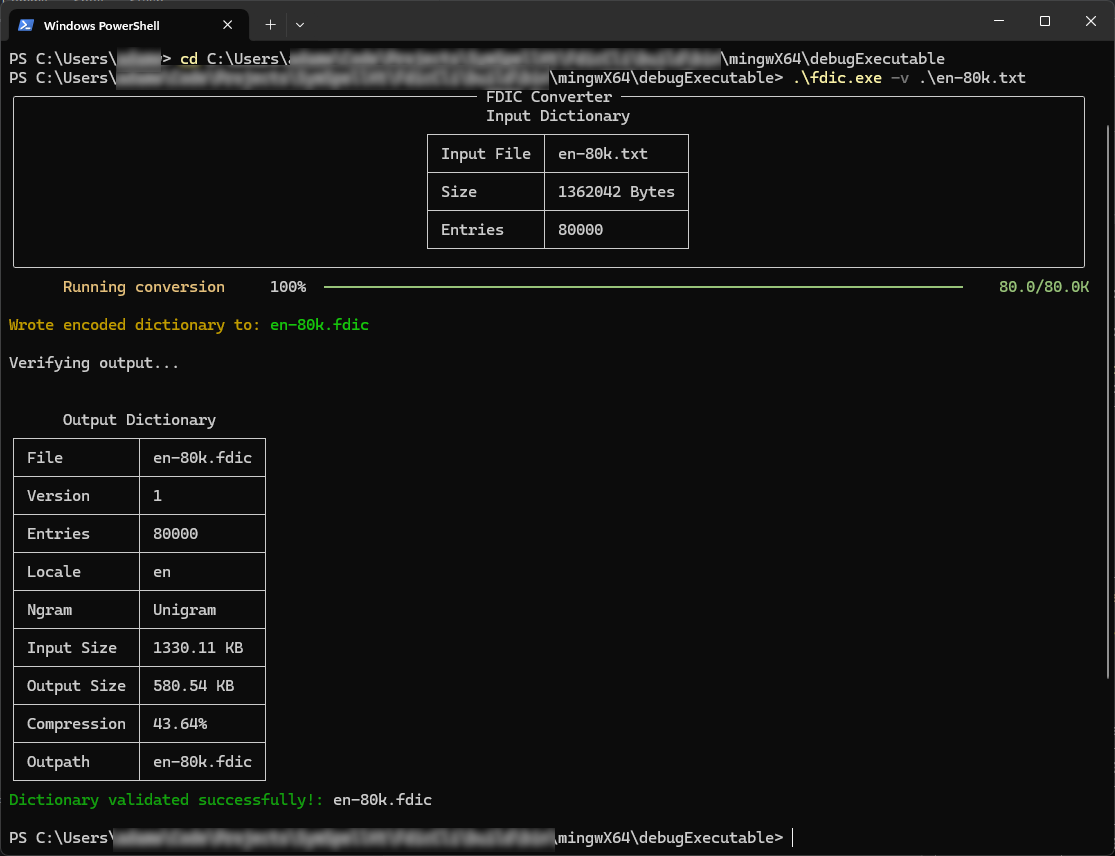 Windows PowerShell
PS C:\Users\> cd C:\Users\\mingwX64\debugExecutable
PS C:\Users\\mingwX64\debugExecutable> .\fdic.exe -v .\en-80k.txt
FDIC Converter
Input Dictionary
Input File en-80k.txt
Size 1362042 Bytes
Entries 80000
Running conversion 100% 80.0/80.0K
Wrote encoded dictionary to: en-80k.fdic
Verifying output...
Output Dictionary
File en-80k.fdic
Version 1
Entries 80000
Locale en
Ngram Unigram
Input Size 1330.11 KB
Output Size 580.54 KB
Compression 43.64%
Outpath en-80k.fdic
Dictionary validated successfully!: en-80k.fdic
PS C:\Users\\mingwX64\debugExecutable>